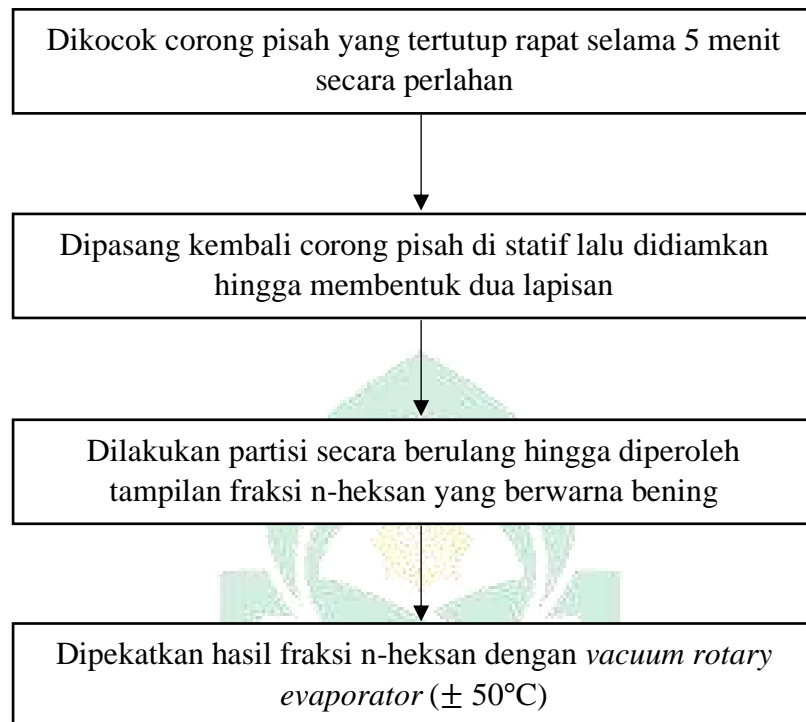 Dikocok corong pisah yang tertutup rapat selama 5 menit
secara perlahan
Dipasang kembali corong pisah di statif lalu didiamkan
hingga membentuk dua lapisan
Dilakukan partisi secara berulang hingga diperoleh
tampilan fraksi n-heksan yang berwarna bening
Dipekatkan hasil fraksi n-heksan dengan vacuum rotary
evaporator (± 50°C)